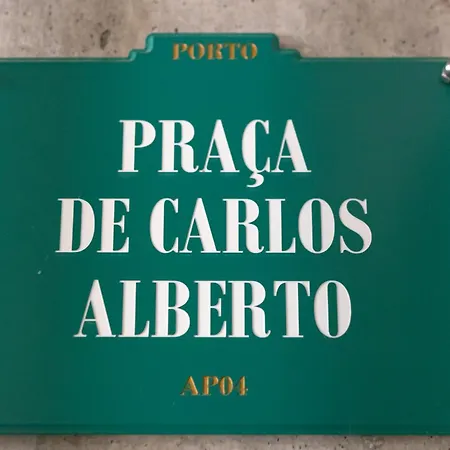 PORTO
PRAÇA
DE CARLOS
ALBERTO
AP04